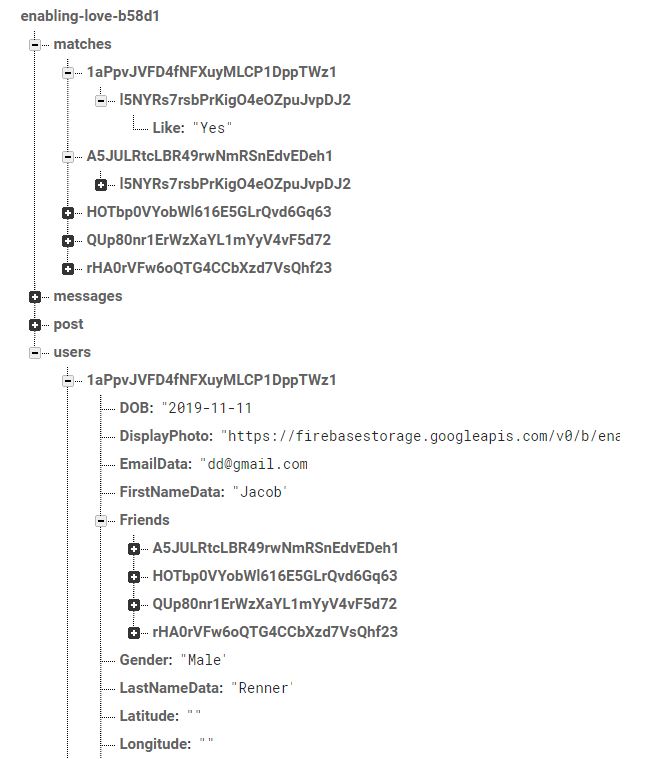 enabling-love-b58d1
matches
1aPpvJVFD4fNFXuyMLCP1DppTWz1
l5NYRs7rsbPrKigO4eOZpuJvpDJ2
Like: "Yes"
A5JULRtcLBR49rwNmRSnEdvEDeh1
l5NYRs7rsbPrKigO4eOZpuJvpDJ2
HOTbp0VYobWl616E5GLrQvd6Gq63
QUp80nr1ErWzXaYL1mYyV4vF5d72
rHA0rVFw6oQTG4CCbXzd7VsQhf23
messages
post
users
1aPpvJVFD4fNFXuyMLCP1DppTWz1
DOB: "2019-11-11
DisplayPhoto: "https://firebasestorage.googleapis.com/v0/b/ena
EmailData: "dd@gmail.com
FirstNameData: "Jacob'
Friends
A5JULRtcLBR49rwNmRSnEdvEDeh1
HOTbp0VYobWl616E5GLrQvd6Gq63
QUp80nr1ErWzXaYL1mYyV4vF5d72
rHA0rVFw6oQTG4CCbXzd7VsQhf23
Gender: "Male'
LastNameData: "Renner'
Latitude: ""
Longitude: ""